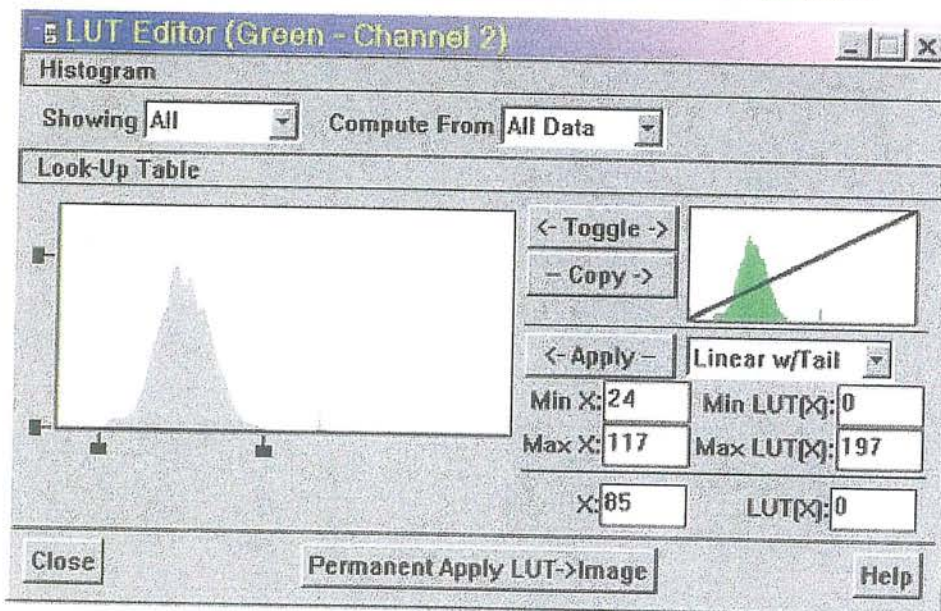 LUT Editor (Green - Channel 2)
Histogram
Showing All Compute From All Data
Look-Up Table
<- Toggle ->
- Copy ->
<- Apply - Linear w/Tail
Min X: 24 Min LUT(X): 0
Max X: 117 Max LUT(X): 197
X: 85 LUT(X): 0
Close Permanent Apply LUT->Image Help